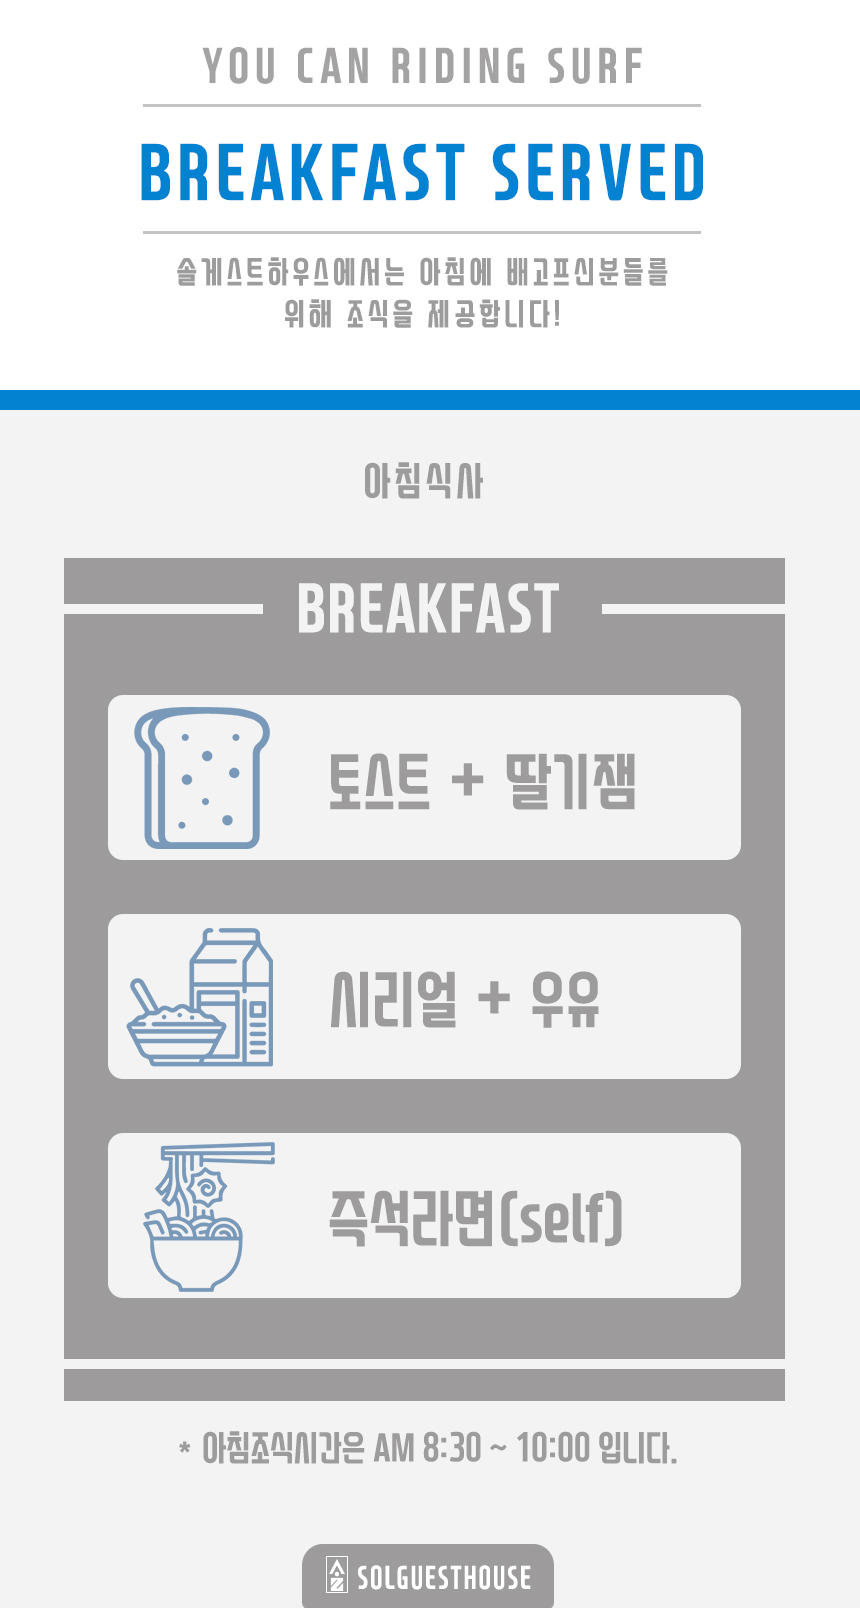 YOU CAN RIDING SURF
BREAKFAST SERVED
솔게스트하우스에서는 아침에 배고프신분들를
위해 조식을 제공합니다!
아침식사
BREAKFAST
토스트 + 딸기잼
시리얼 + 우유
즉석라면(self)
* 아침조식시간은 AM 8:30 ~ 10:00 입니다.
솔 SOLGUESTHOUSE